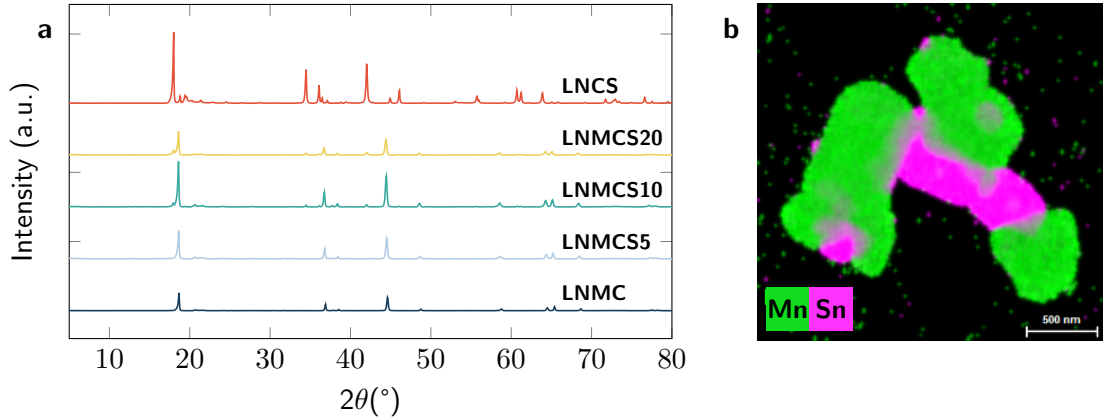 a
Intensity (a.u.)
LNCS
LNMCS20
LNMCS10
LNMCS5
LNMC
10 20 30 40 50 60 70 80
2θ(°)
b
Mn Sn
500 nm